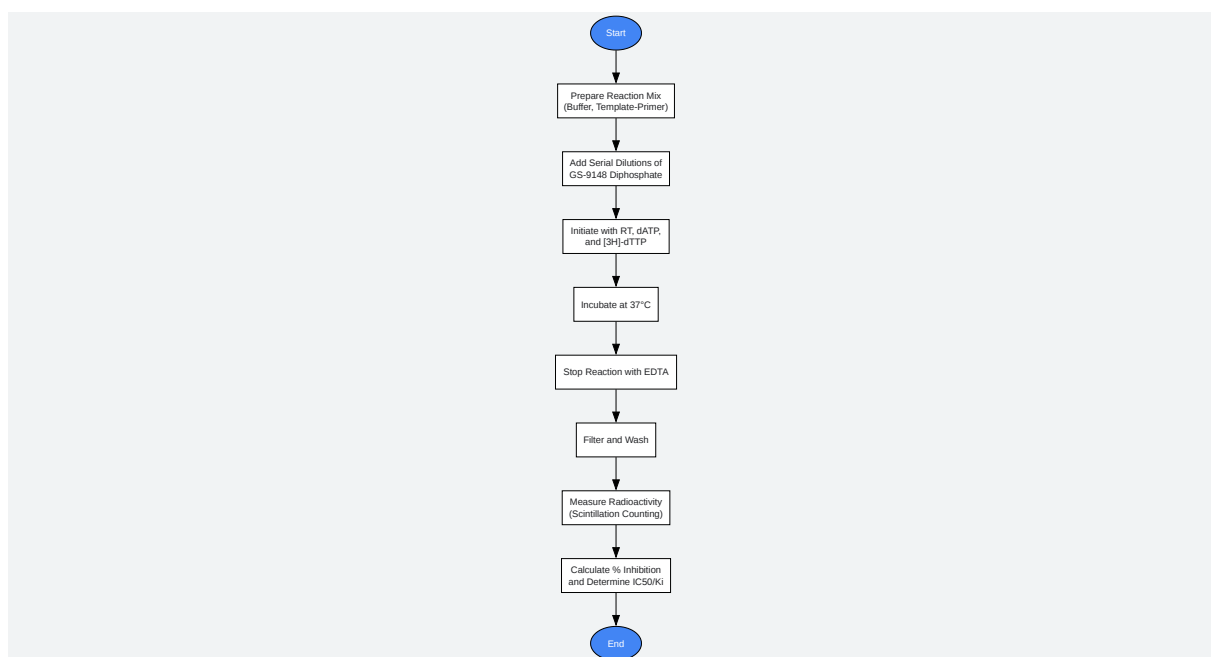 Start
Prepare Reaction Mix
(Buffer, Template-Primer)
Add Serial Dilutions of
GS-9148 Diphosphate
Initiate with RT, dATP,
and [3H]-dTTP
Incubate at 37°C
Stop Reaction with EDTA
Filter and Wash
Measure Radioactivity
(Scintillation Counting)
Calculate % Inhibition
and Determine IC50/Ki
End